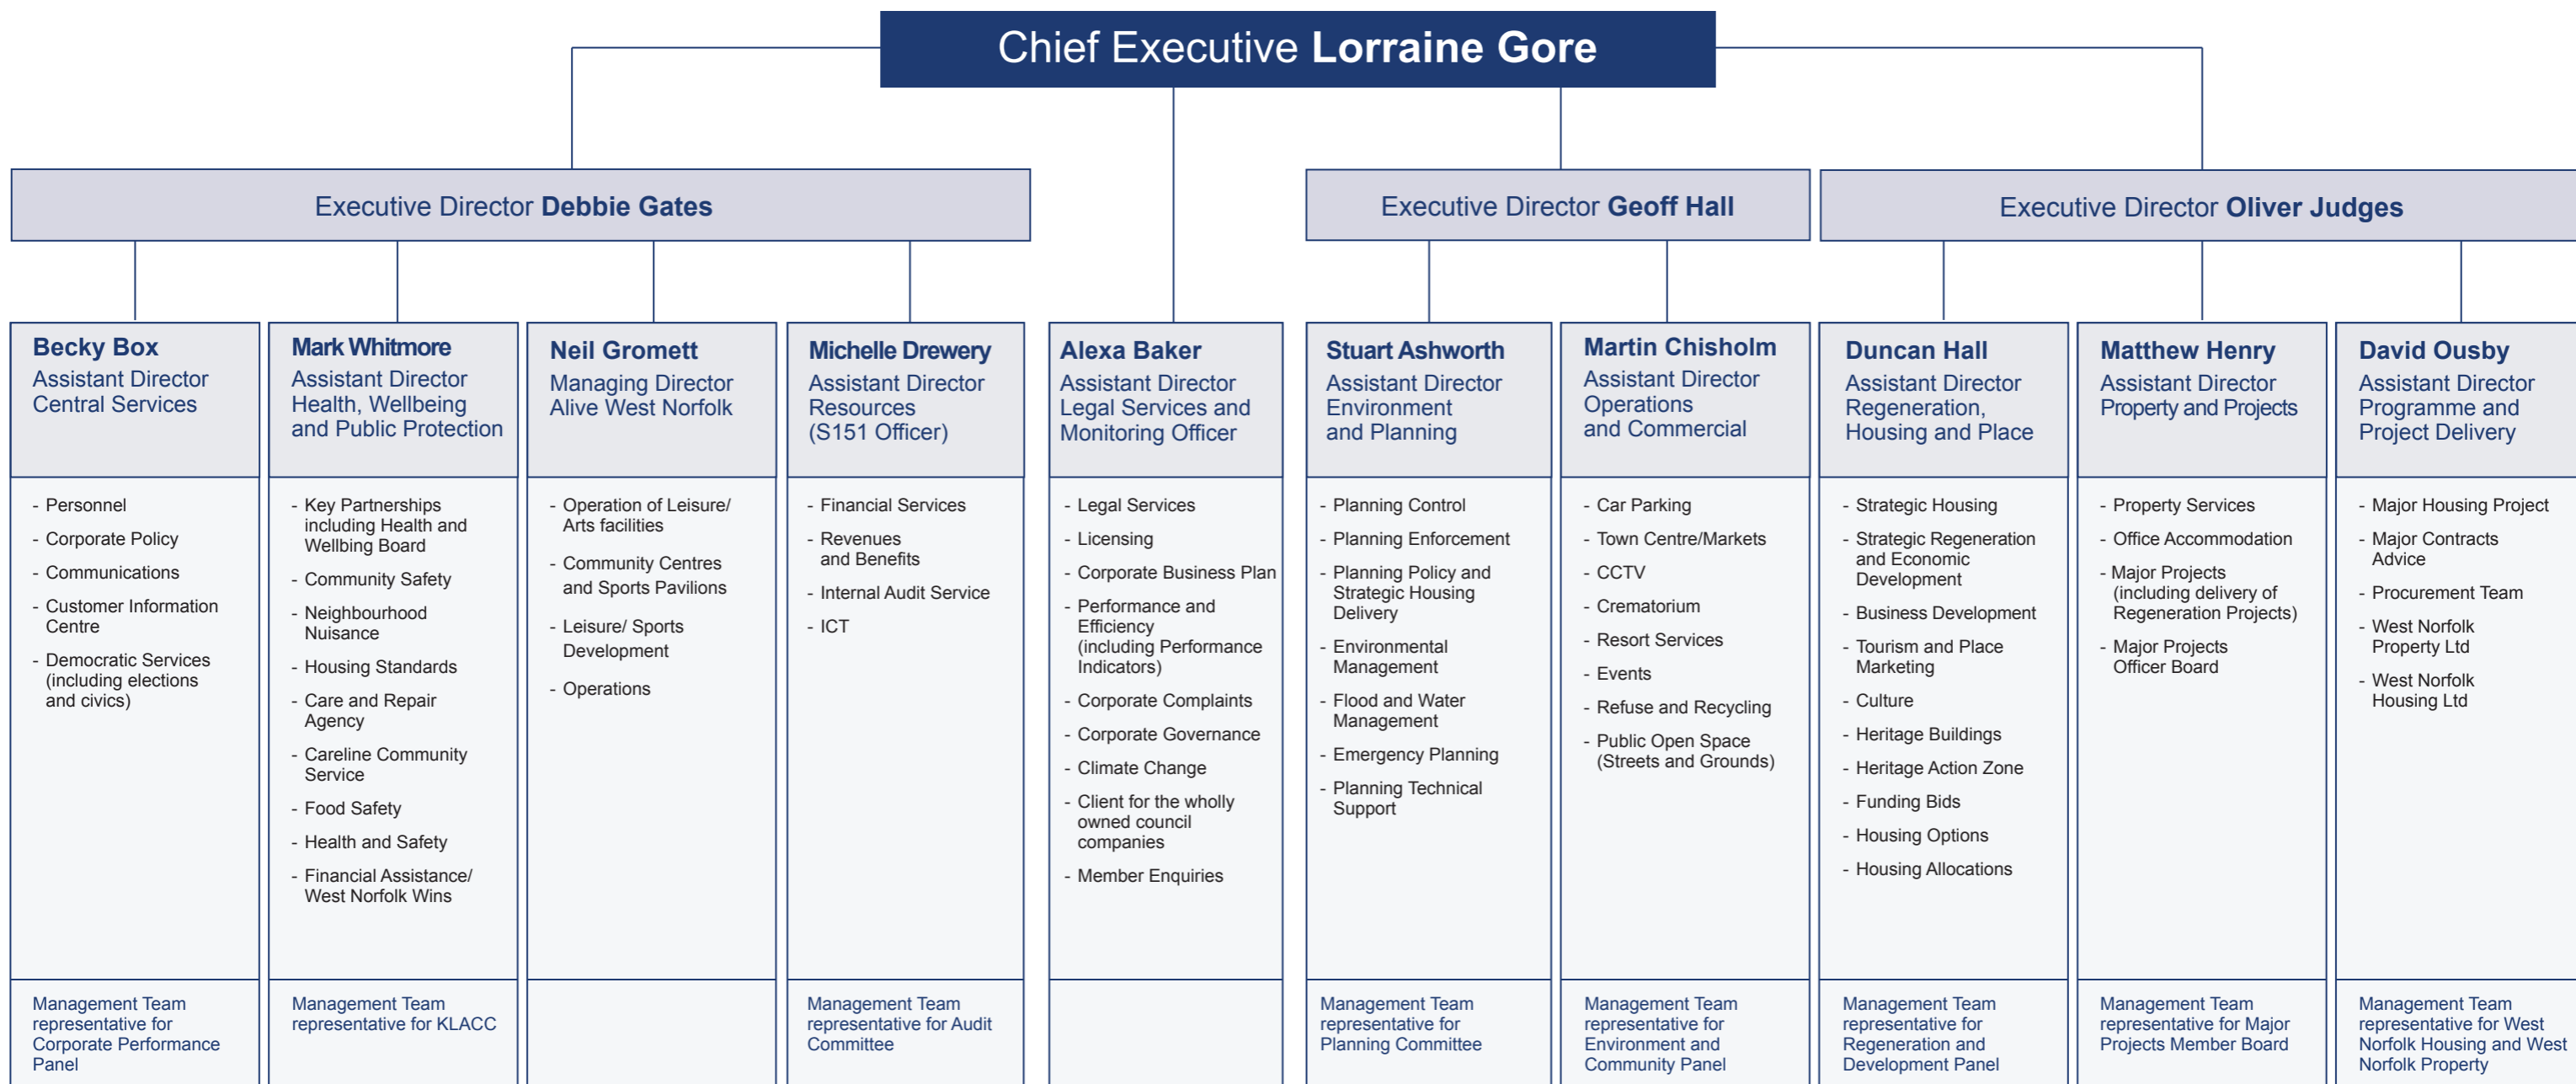 Chief Executive Lorraine Gore
Executive Director Debbie Gates
Executive Director Geoff Hall
Executive Director Oliver Judges
Becky Box
Assistant Director
Central Services
- Personnel
- Corporate Policy
- Communications
- Customer Information
Centre
- Democratic Services
(including elections
and civics)
Management Team
representative for
Corporate Performance
Panel
Mark Whitmore
Assistant Director
Health, Wellbeing
and Public Protection
- Key Partnerships
including Health and
Wellbing Board
- Community Safety
- Neighbourhood
Nuisance
- Housing Standards
- Care and Repair
Agency
- Careline Community
Service
- Food Safety
- Health and Safety
- Financial Assistance/
West Norfolk Wins
Management Team
representative for KLACC
Neil Gromett
Managing Director
Alive West Norfolk
- Operation of Leisure/
Arts facilities
- Community Centres
and Sports Pavilions
- Leisure/ Sports
Development
- Operations
Michelle Drewery
Assistant Director
Resources
(S151 Officer)
- Financial Services
- Revenues
and Benefits
- Internal Audit Service
- ICT
Management Team
representative for Audit
Committee
Alexa Baker
Assistant Director
Legal Services and
Monitoring Officer
- Legal Services
- Licensing
- Corporate Business Plan
- Performance and
Efficiency
(including Performance
Indicators)
- Corporate Complaints
- Corporate Governance
- Climate Change
- Client for the wholly
owned council
companies
- Member Enquiries
Stuart Ashworth
Assistant Director
Environment
and Planning
- Planning Control
- Planning Enforcement
- Planning Policy and
Strategic Housing
Delivery
- Environmental
Management
- Flood and Water
Management
- Emergency Planning
- Planning Technical
Support
Management Team
representative for
Planning Committee
Martin Chisholm
Assistant Director
Operations
and Commercial
- Car Parking
- Town Centre/Markets
- CCTV
- Crematorium
- Resort Services
- Events
- Refuse and Recycling
- Public Open Space
(Streets and Grounds)
Management Team
representative for
Environment and
Community Panel
Duncan Hall
Assistant Director
Regeneration,
Housing and Place
- Strategic Housing
- Strategic Regeneration
and Economic
Development
- Business Development
- Tourism and Place
Marketing
- Culture
- Heritage Buildings
- Heritage Action Zone
- Funding Bids
- Housing Options
- Housing Allocations
Management Team
representative for
Regeneration and
Development Panel
Matthew Henry
Assistant Director
Property and Projects
- Property Services
- Office Accommodation
- Major Projects
(including delivery of
Regeneration Projects)
- Major Projects
Officer Board
Management Team
representative for Major
Projects Member Board
David Ousby
Assistant Director
Programme and
Project Delivery
- Major Housing Project
- Major Contracts
Advice
- Procurement Team
- West Norfolk
Property Ltd
- West Norfolk
Housing Ltd
Management Team
representative for West
Norfolk Housing and West
Norfolk Property